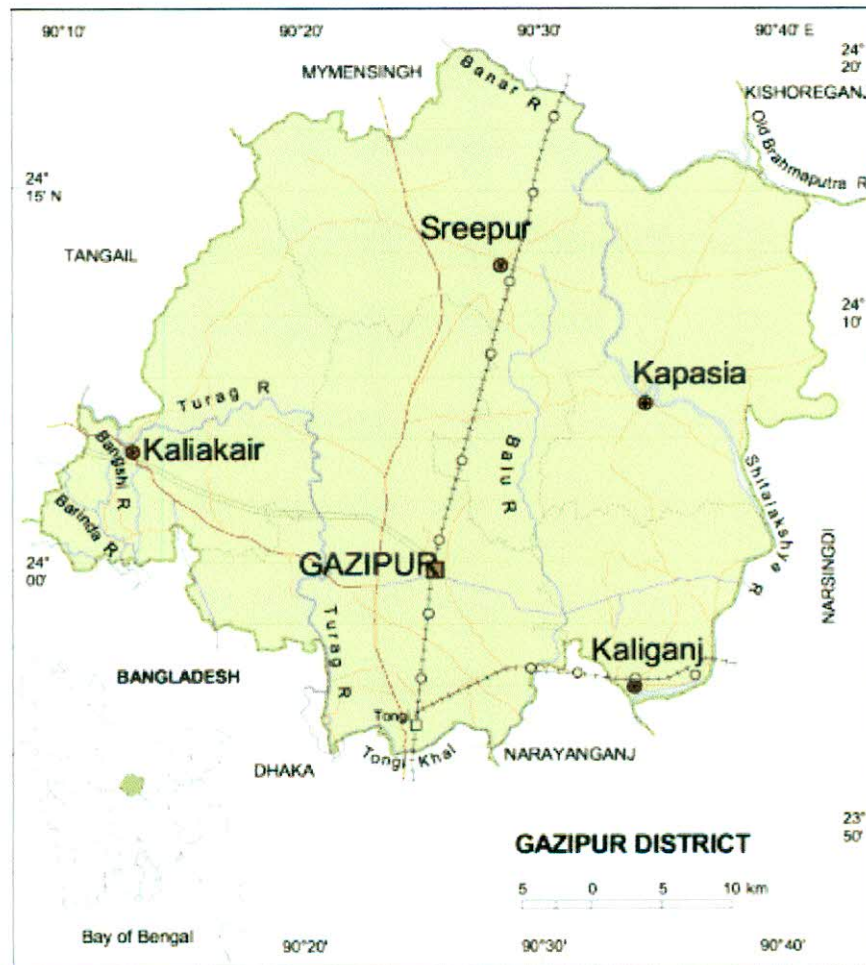 90°10'
90°20'
90°30'
90°40' E
24°
20'
MYMENSINGH
Banar R
KISHOREGANJ
Old Brahmaputra R
24°
15' N
Sreepur
TANGAIL
24°
10'
Kapasia
Turag R
Kaliakair
Bangshi R
Balu R
Shitalakshya R
Barinda R
24°
00'
GAZIPUR
NARSINGDI
Turag R
Kaliganj
BANGLADESH
Tongi
Tongi Khal
NARAYANGANJ
DHAKA
23°
50'
GAZIPUR DISTRICT
5 0 5 10 km
Bay of Bengal
90°20'
90°30'
90°40'